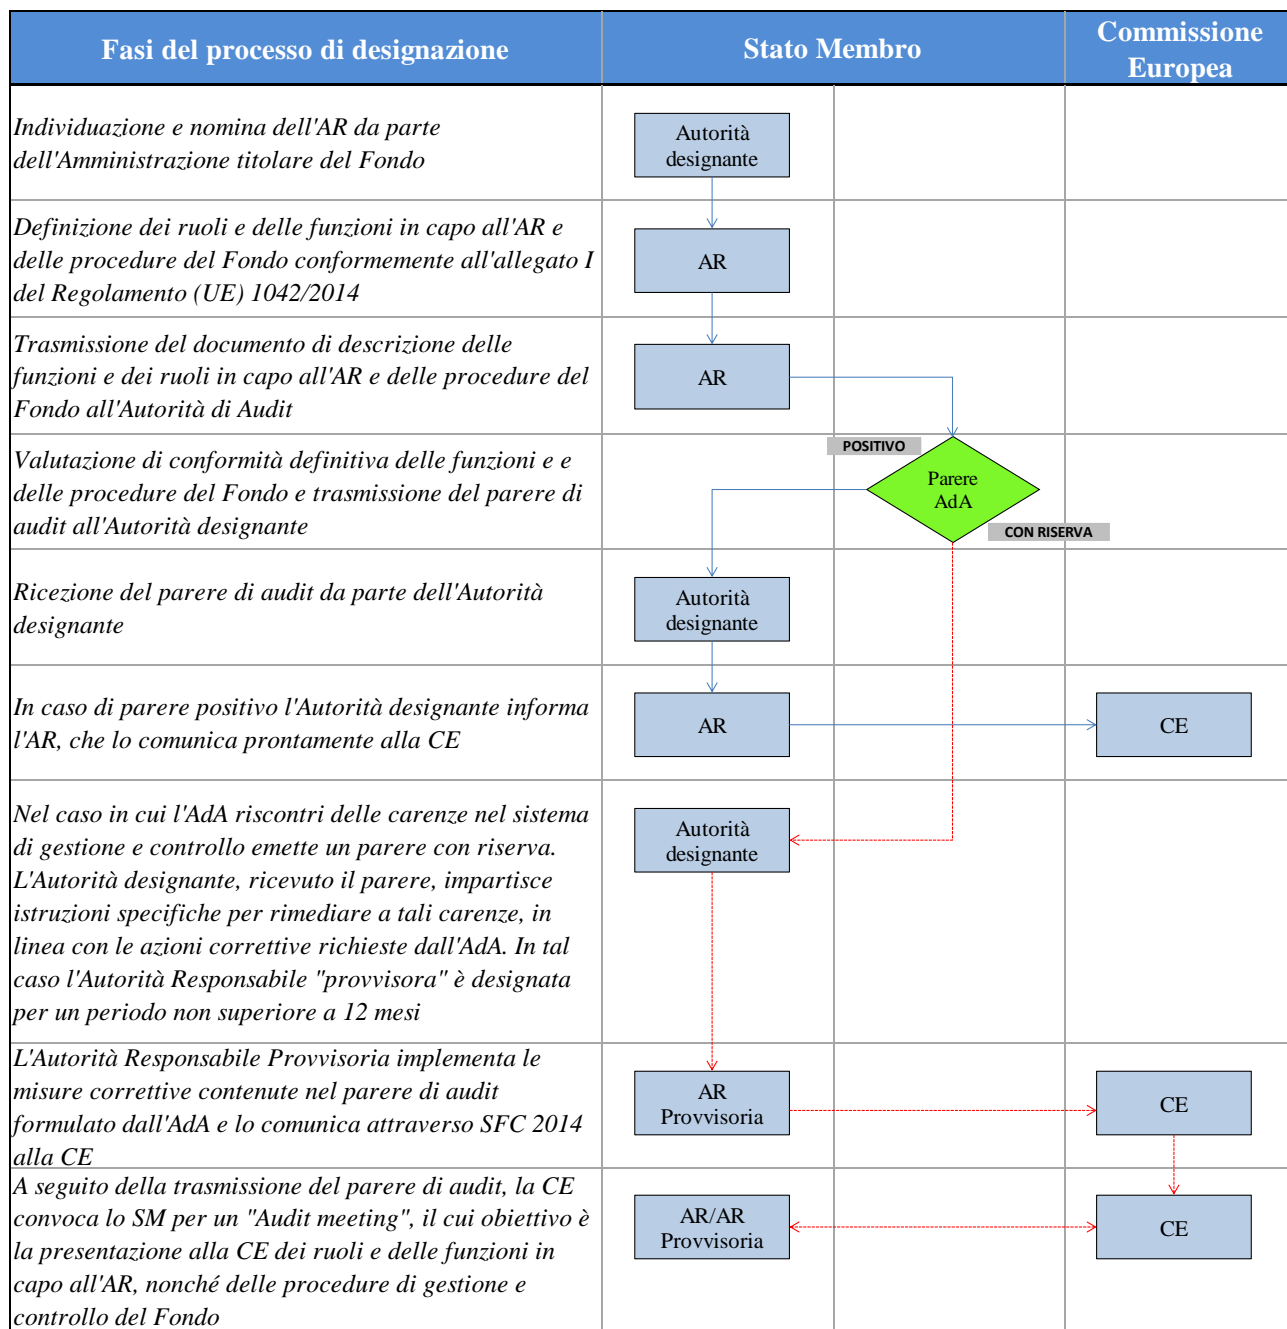 Fasi del processo di designazione
Stato Membro
Commissione
Europea
Individuazione e nomina dell'AR da parte
dell'Amministrazione titolare del Fondo
Autorità
designante
Definizione dei ruoli e delle funzioni in capo all'AR e
delle procedure del Fondo conformemente all'allegato I
del Regolamento (UE) 1042/2014
AR
Trasmissione del documento di descrizione delle
funzioni e dei ruoli in capo all'AR e delle procedure del
Fondo all'Autorità di Audit
AR
Valutazione di conformità definitiva delle funzioni e e
delle procedure del Fondo e trasmissione del parere di
audit all'Autorità designante
POSITIVO
Parere
AdA
CON RISERVA
Ricezione del parere di audit da parte dell'Autorità
designante
Autorità
designante
In caso di parere positivo l'Autorità designante informa
l'AR, che lo comunica prontamente alla CE
AR
CE
Nel caso in cui l'AdA riscontri delle carenze nel sistema
di gestione e controllo emette un parere con riserva.
L'Autorità designante, ricevuto il parere, impartisce
istruzioni specifiche per rimediare a tali carenze, in
linea con le azioni correttive richieste dall'AdA. In tal
caso l'Autorità Responsabile "provvisora" è designata
per un periodo non superiore a 12 mesi
Autorità
designante
L'Autorità Responsabile Provvisoria implementa le
misure correttive contenute nel parere di audit
formulato dall'AdA e lo comunica attraverso SFC 2014
alla CE
AR
Provvisoria
CE
A seguito della trasmissione del parere di audit, la CE
convoca lo SM per un "Audit meeting", il cui obiettivo è
la presentazione alla CE dei ruoli e delle funzioni in
capo all'AR, nonché delle procedure di gestione e
controllo del Fondo
AR/AR
Provvisoria
CE